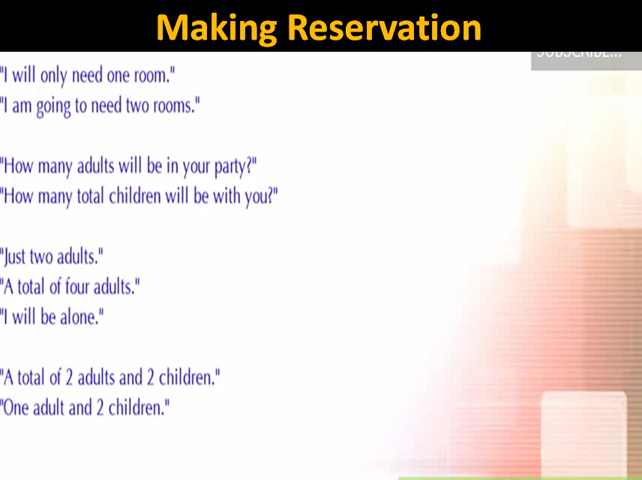 Making Reservation
SUBSCRIBE...
"I will only need one room."
"I am going to need two rooms."
"How many adults will be in your party?"
"How many total children will be with you?"
"Just two adults."
"A total of four adults."
"I will be alone."
"A total of 2 adults and 2 children."
"One adult and 2 children."